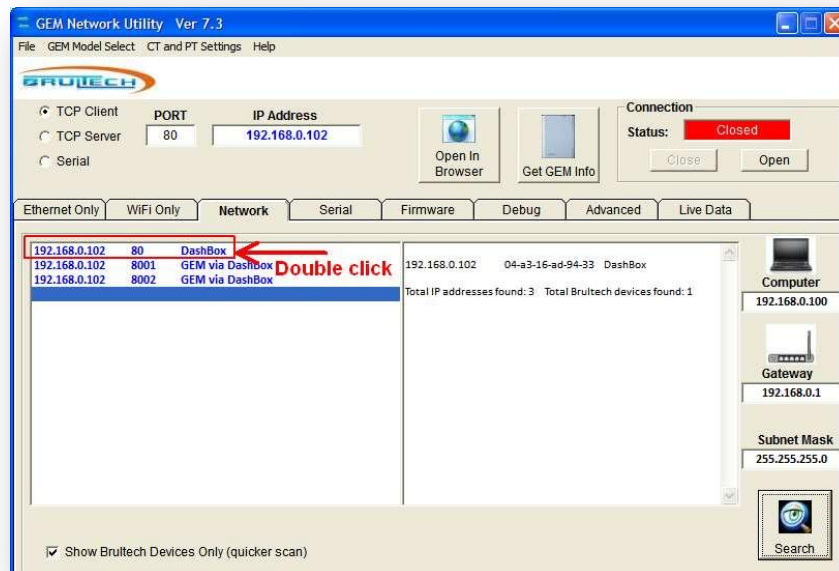 GEM Network Utility Ver 7.3
File GEM Model Select CT and PT Settings Help
BRULTECH
TCP Client
TCP Server
Serial
PORT
80
IP Address
192.168.0.102
Open In
Browser
Get GEM Info
Connection
Status: Closed
Close Open
Ethernet Only WiFi Only Network Serial Firmware Debug Advanced Live Data
192.168.0.102 80 DashBox
192.168.0.102 8001 GEM via DashBox
192.168.0.102 8002 GEM via DashBox
Double click
192.168.0.102 04-a3-16-ad-94-33 DashBox
Total IP addresses found: 3 Total Brultech devices found: 1
Computer
192.168.0.100
Gateway
192.168.0.1
Subnet Mask
255.255.255.0
Search
Show Brultech Devices Only (quicker scan)